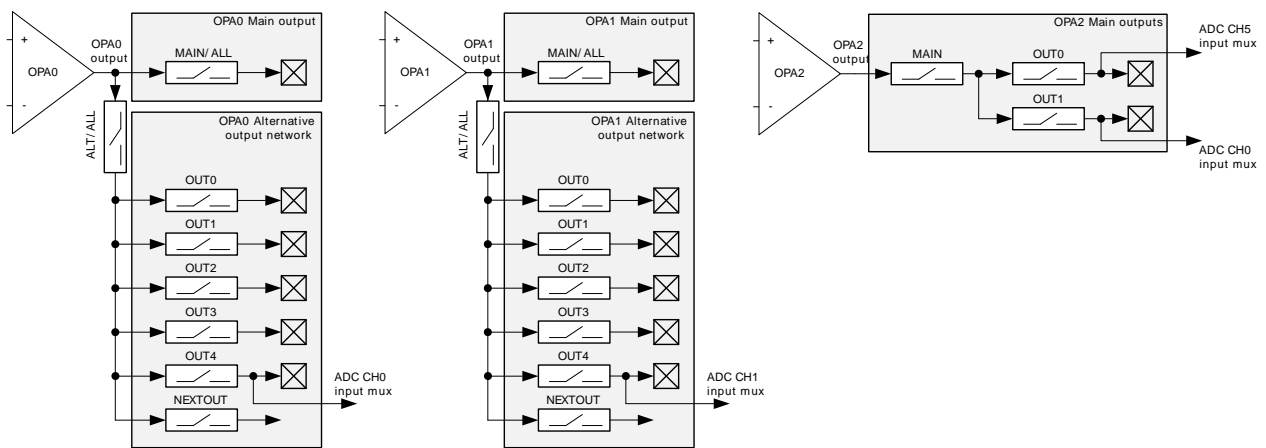 OPA0 Main output
+
OPA0
output
MAIN/ ALL
OPA0
-
ALT/ ALL
OPA0 Alternative
output network
OUT0
OUT1
OUT2
OUT3
OUT4
ADC CH0
input mux
NEXTOUT
OPA1 Main output
+
OPA1
output
MAIN/ ALL
OPA1
-
ALT/ ALL
OPA1 Alternative
output network
OUT0
OUT1
OUT2
OUT3
OUT4
ADC CH1
input mux
NEXTOUT
OPA2 Main outputs
+
OPA2
output
MAIN
OUT0
ADC CH5
input mux
OPA2
-
OUT1
ADC CH0
input mux